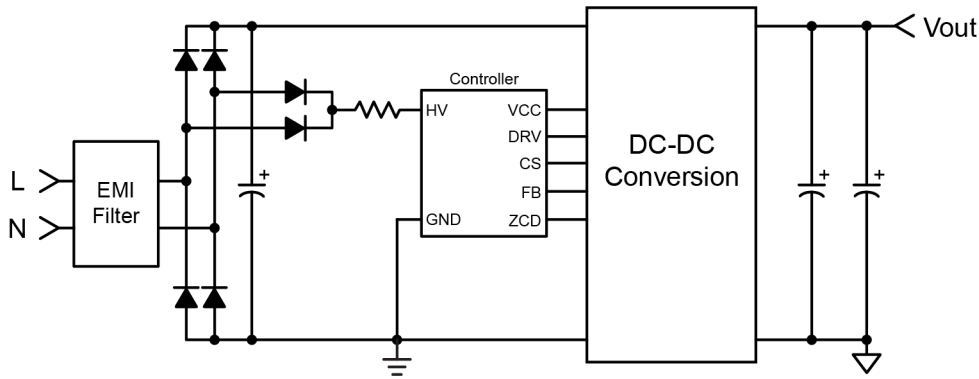 Vout
Controller
HV
VCC
DRV
CS
FB
ZCD
GND
DC-DC
Conversion
L
N
EMI
Filter
+
+
+